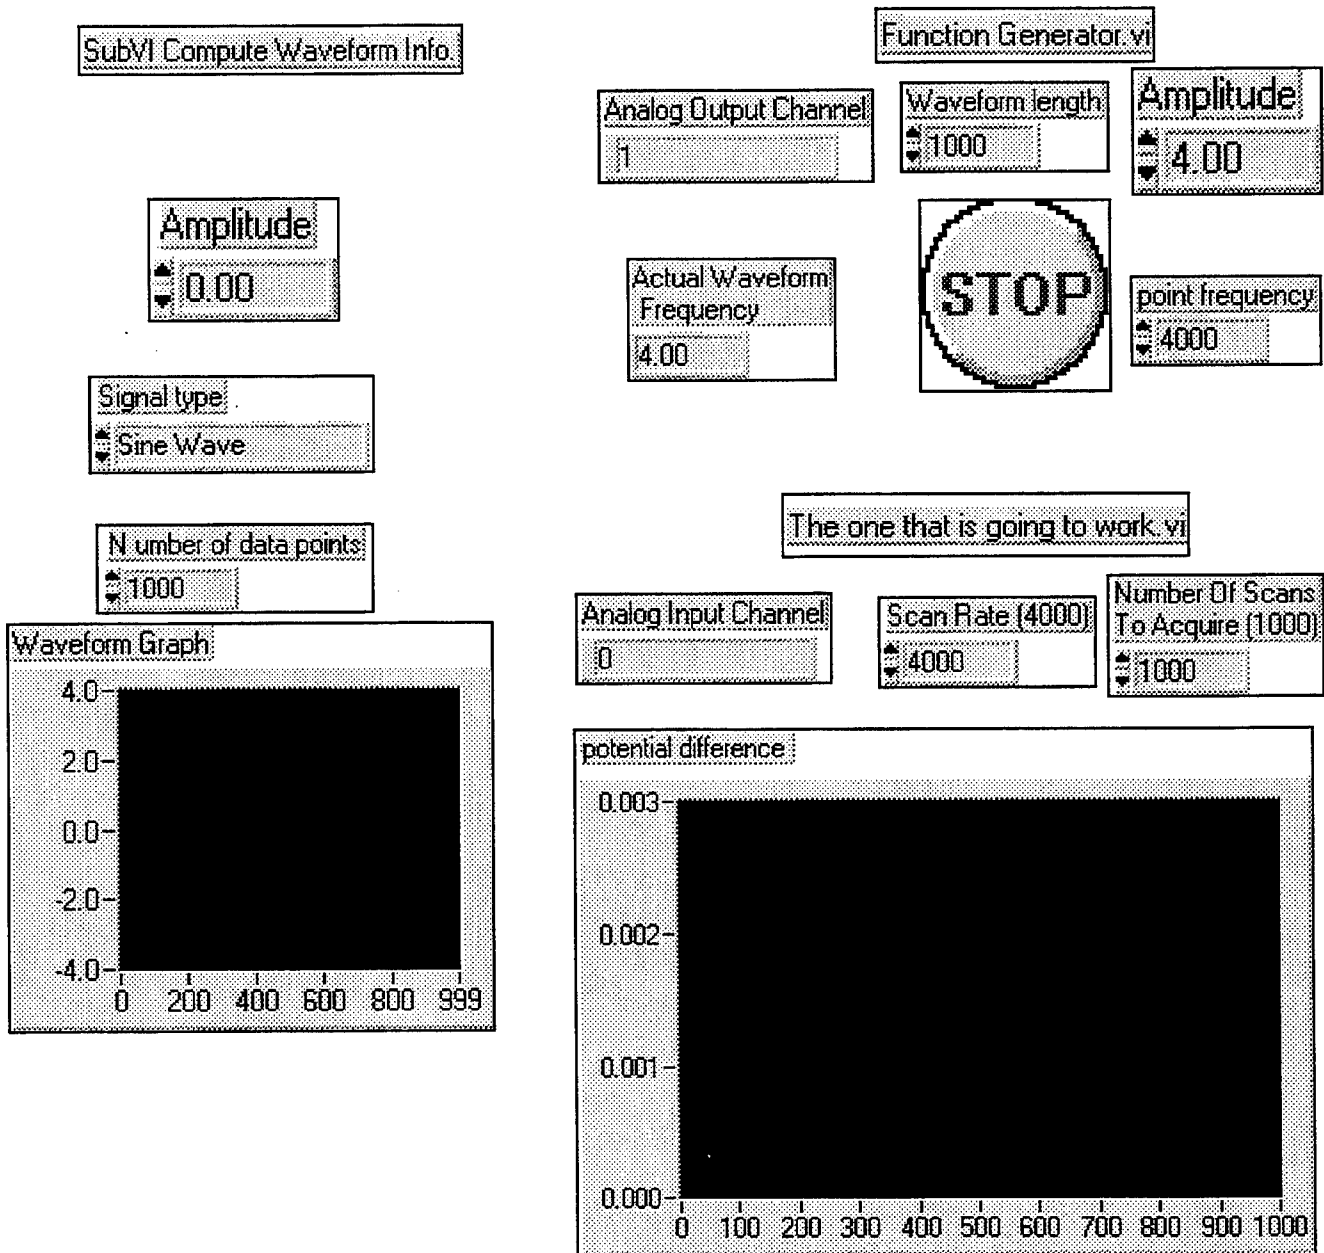 SubVI Compute Waveform Info.
Amplitude
0.00
Signal type
Sine Wave
N umber of data points
1000
Waveform Graph
4.0
2.0
0.0
-2.0
-4.0
0 200 400 600 800 999
Function Generator.vi
Analog Output Channel
1
Waveform length
1000
Amplitude
4.00
Actual Waveform
Frequency
4.00
STOP
point frequency
4000
The one that is going to work.vi
Analog Input Channel
0
Scan Rate (4000)
4000
Number Of Scans
To Acquire (1000)
1000
potential difference
0.003
0.002
0.001
0.000
0 100 200 300 400 500 600 700 800 900 1000